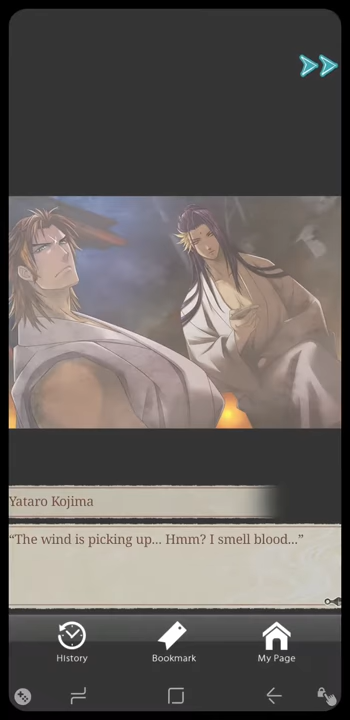 Yataro Kojima
“The wind is picking up... Hmm? I smell blood...”
History
Bookmark
My Page